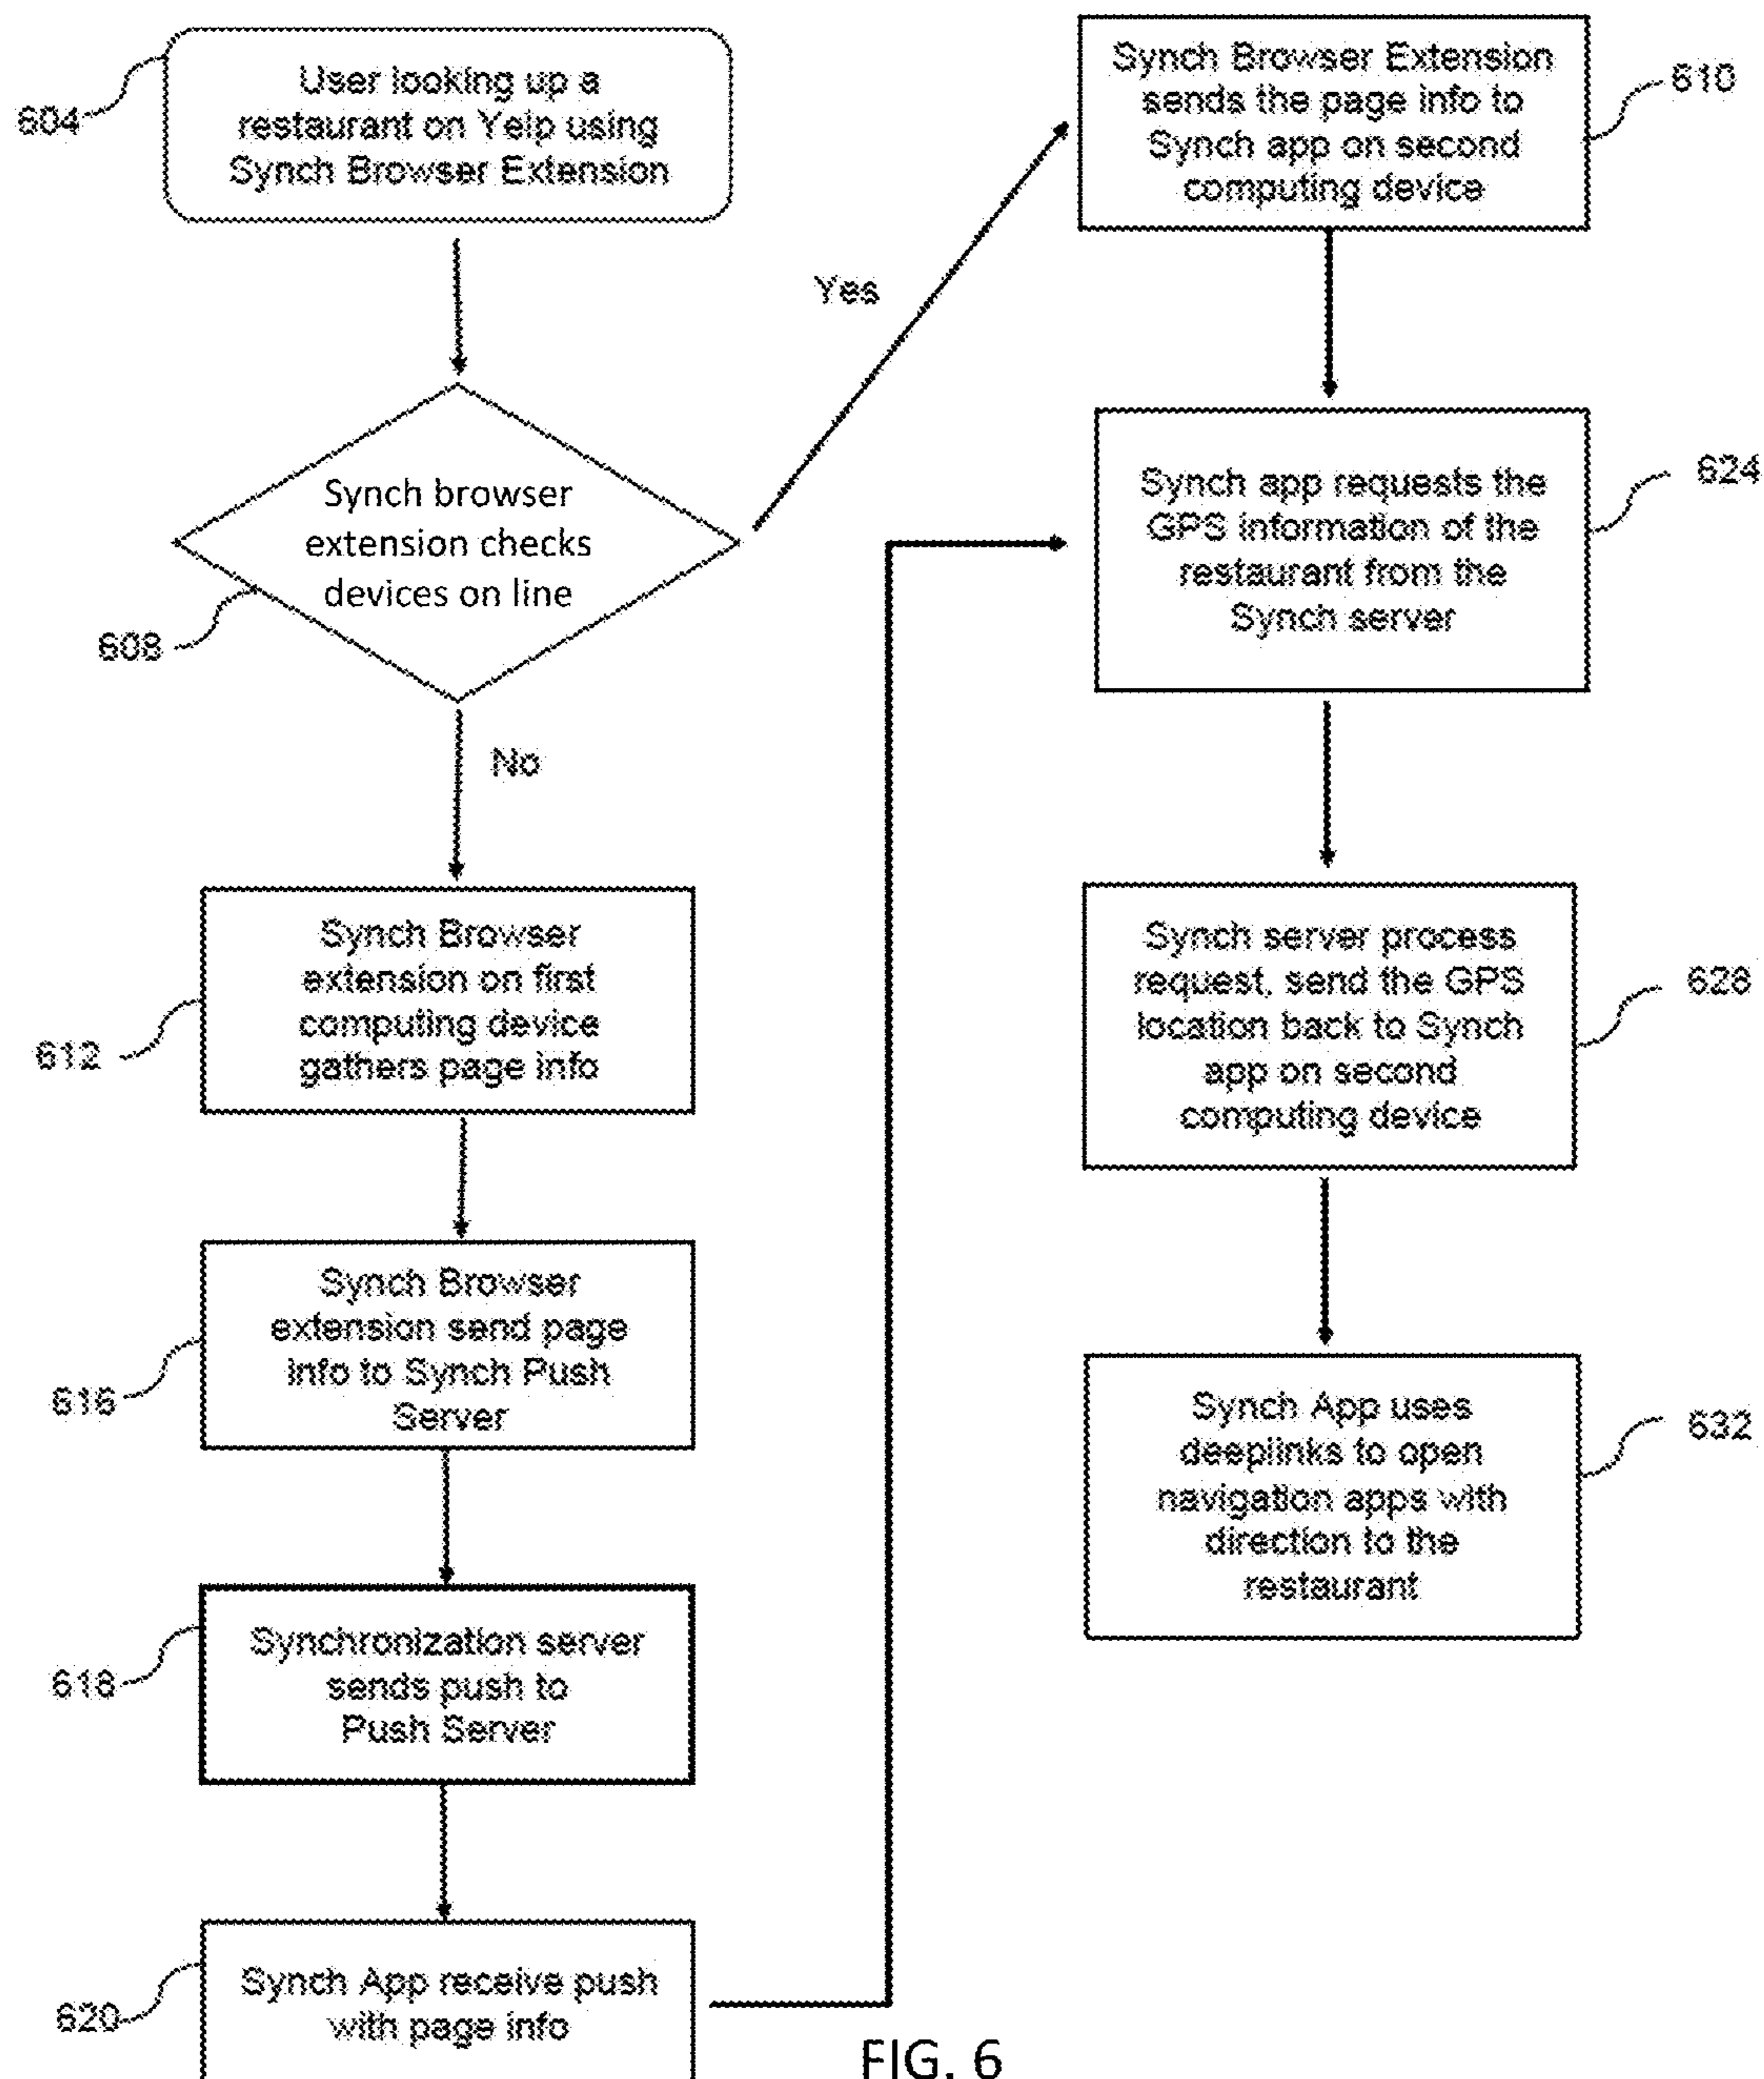 604
User looking up a
restaurant on Yelp using
Synch Browser Extension
Synch browser
extension checks
devices on line
608
Yes
No
612
Synch Browser
extension on first
computing device
gathers page info
616
Synch Browser
extension send page
info to Synch Push
Server
618
Synchronization server
sends push to
Push Server
620
Synch App receive push
with page info
Synch Browser Extension
sends the page info to
Synch app on second
computing device
610
Synch app requests the
GPS information of the
restaurant from the
Synch server
624
Synch server process
request, send the GPS
location back to Synch
app on second
computing device
628
Synch App uses
deeplinks to open
navigation apps with
direction to the
restaurant
632
FIG. 6